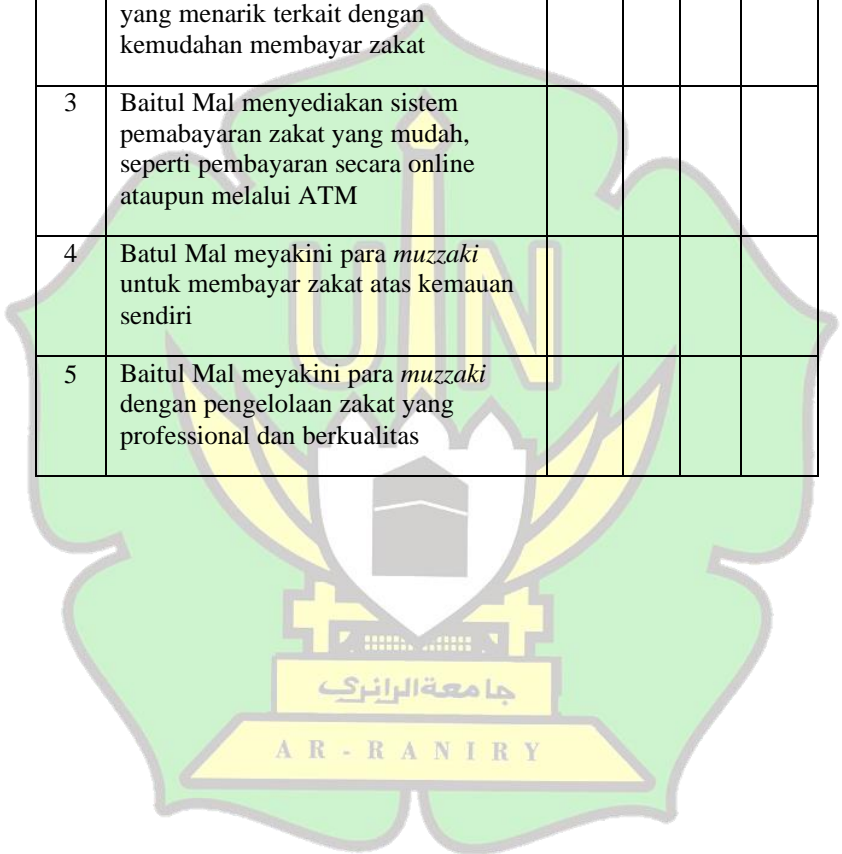 yang menarik terkait dengan
kemudahan membayar zakat
3 Baitul Mal menyediakan sistem
pemabayaran zakat yang mudah,
seperti pembayaran secara online
ataupun melalui ATM
4 Batul Mal meyakini para muzzaki
untuk membayar zakat atas kemauan
sendiri
5 Baitul Mal meyakini para muzzaki
dengan pengelolaan zakat yang
professional dan berkualitas
UIN
جامعةالرانري
AR-RANIRY